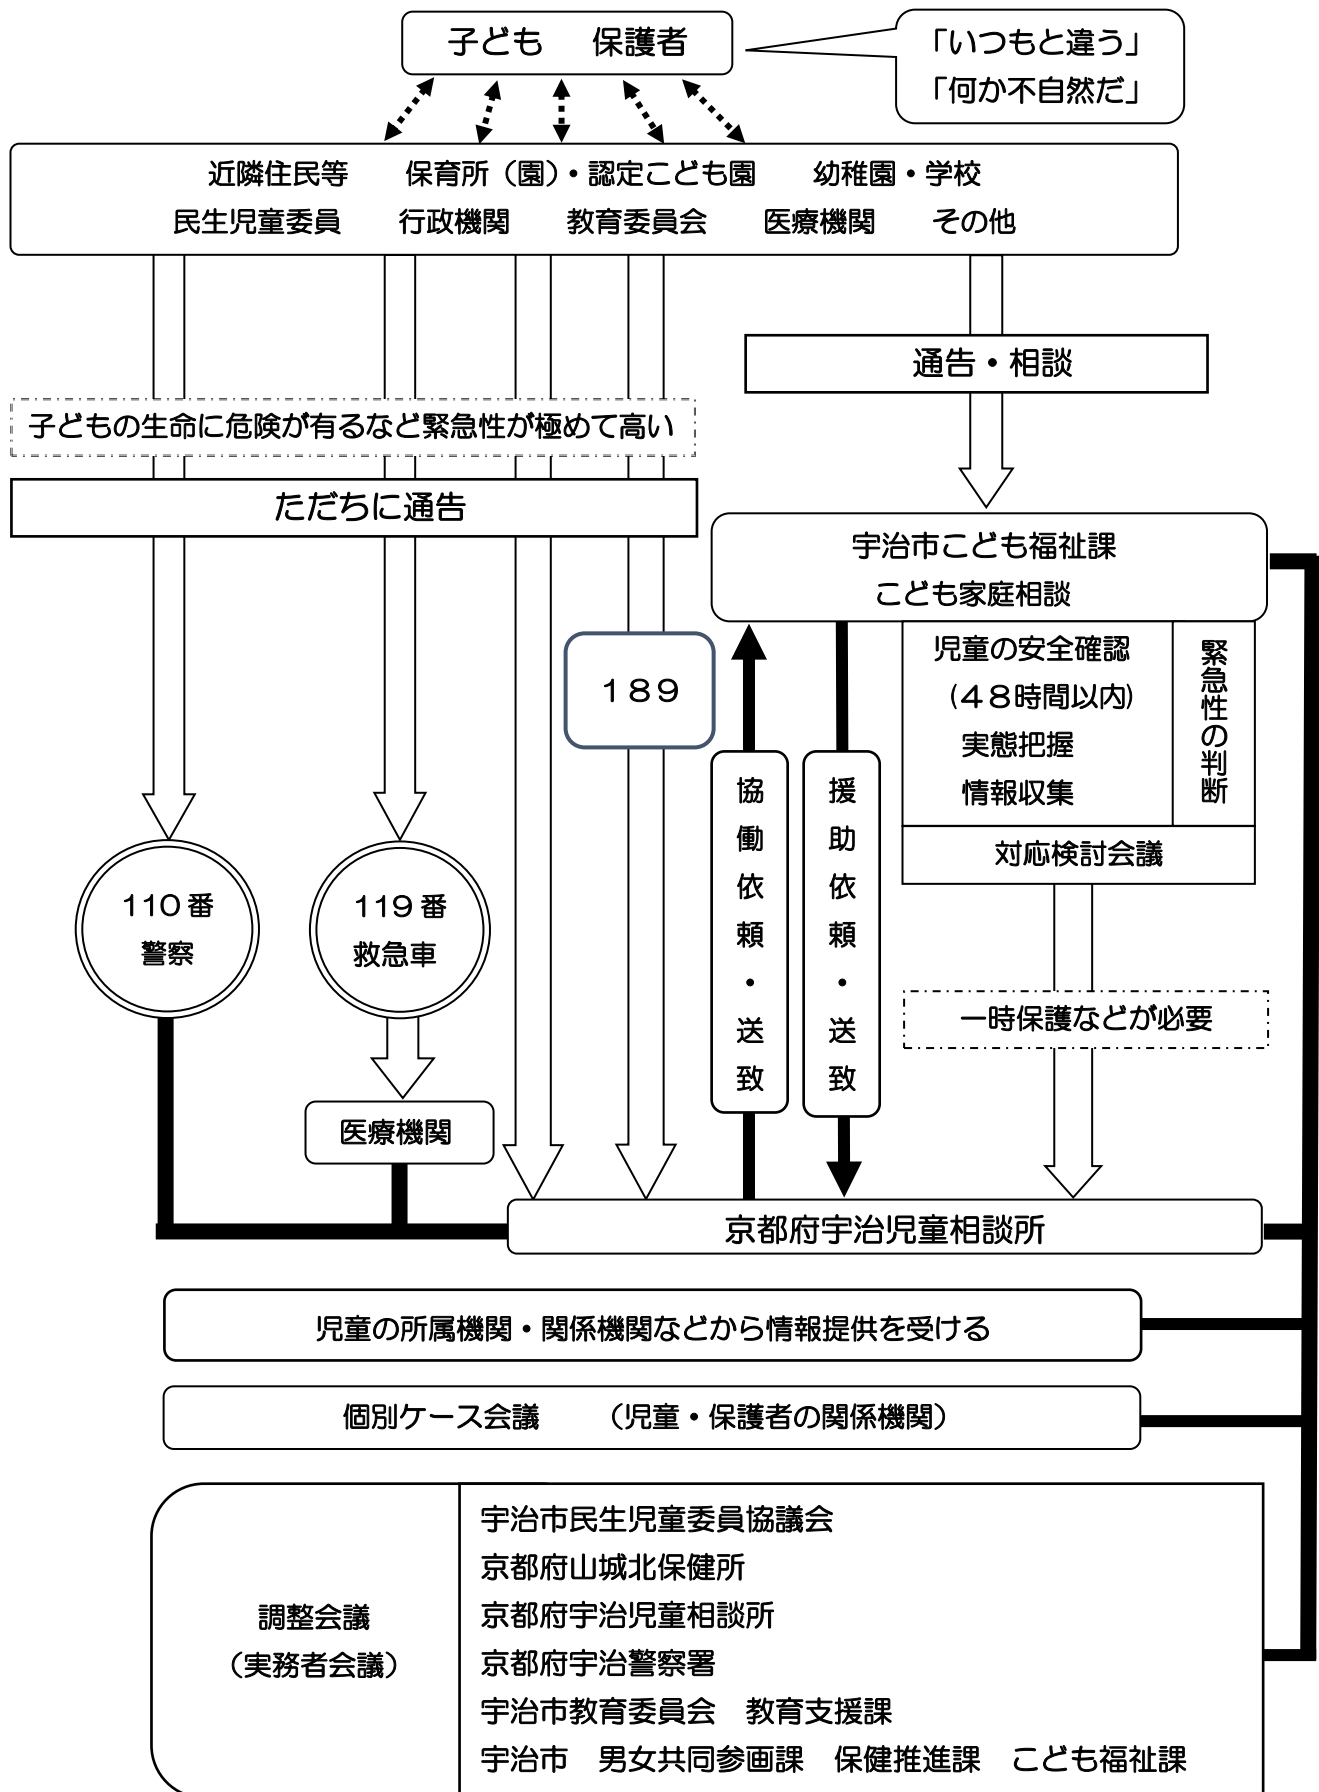 子ども　保護者
「いつもと違う」
「何か不自然だ」
近隣住民等　保育所（園）・認定こども園　幼稚園・学校
民生児童委員　行政機関　教育委員会　医療機関　その他
通告・相談
子どもの生命に危険が有るなど緊急性が極めて高い
ただちに通告
宇治市こども福祉課
こども家庭相談
児童の安全確認
（４８時間以内）
実態把握
情報収集
緊急性の判断
対応検討会議
１８９
協働依頼・送致
援助依頼・送致
110番
警察
119番
救急車
一時保護などが必要
医療機関
京都府宇治児童相談所
児童の所属機関・関係機関などから情報提供を受ける
個別ケース会議　（児童・保護者の関係機関）
調整会議
（実務者会議）
宇治市民生児童委員協議会
京都府山城北保健所
京都府宇治児童相談所
京都府宇治警察署
宇治市教育委員会　教育支援課
宇治市　男女共同参画課　保健推進課　こども福祉課